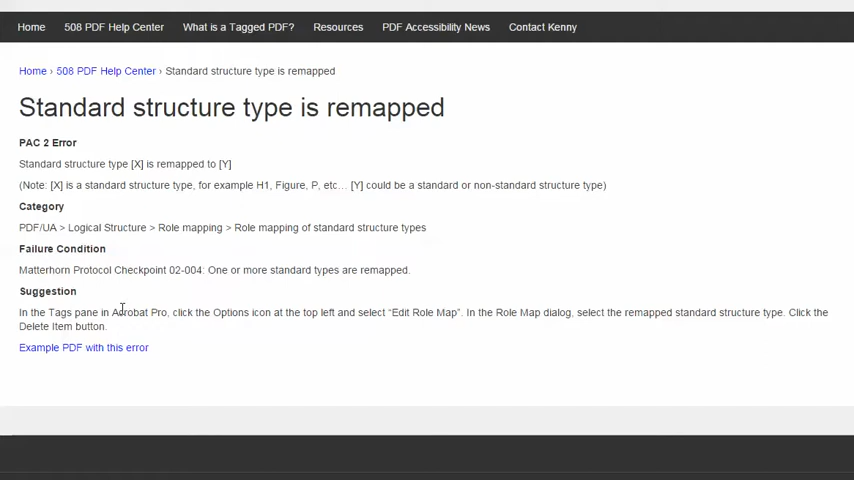 Home 508 PDF Help Center What is a Tagged PDF? Resources PDF Accessibility News Contact Kenny
Home › 508 PDF Help Center › Standard structure type is remapped
Standard structure type is remapped
PAC 2 Error
Standard structure type [X] is remapped to [Y]
(Note: [X] is a standard structure type, for example H1, Figure, P, etc... [Y] could be a standard or non-standard structure type)
Category
PDF/UA > Logical Structure > Role mapping > Role mapping of standard structure types
Failure Condition
Matterhorn Protocol Checkpoint 02-004: One or more standard types are remapped.
Suggestion
In the Tags pane in Acrobat Pro, click the Options icon at the top left and select “Edit Role Map”. In the Role Map dialog, select the remapped standard structure type. Click the
Delete Item button.
Example PDF with this error